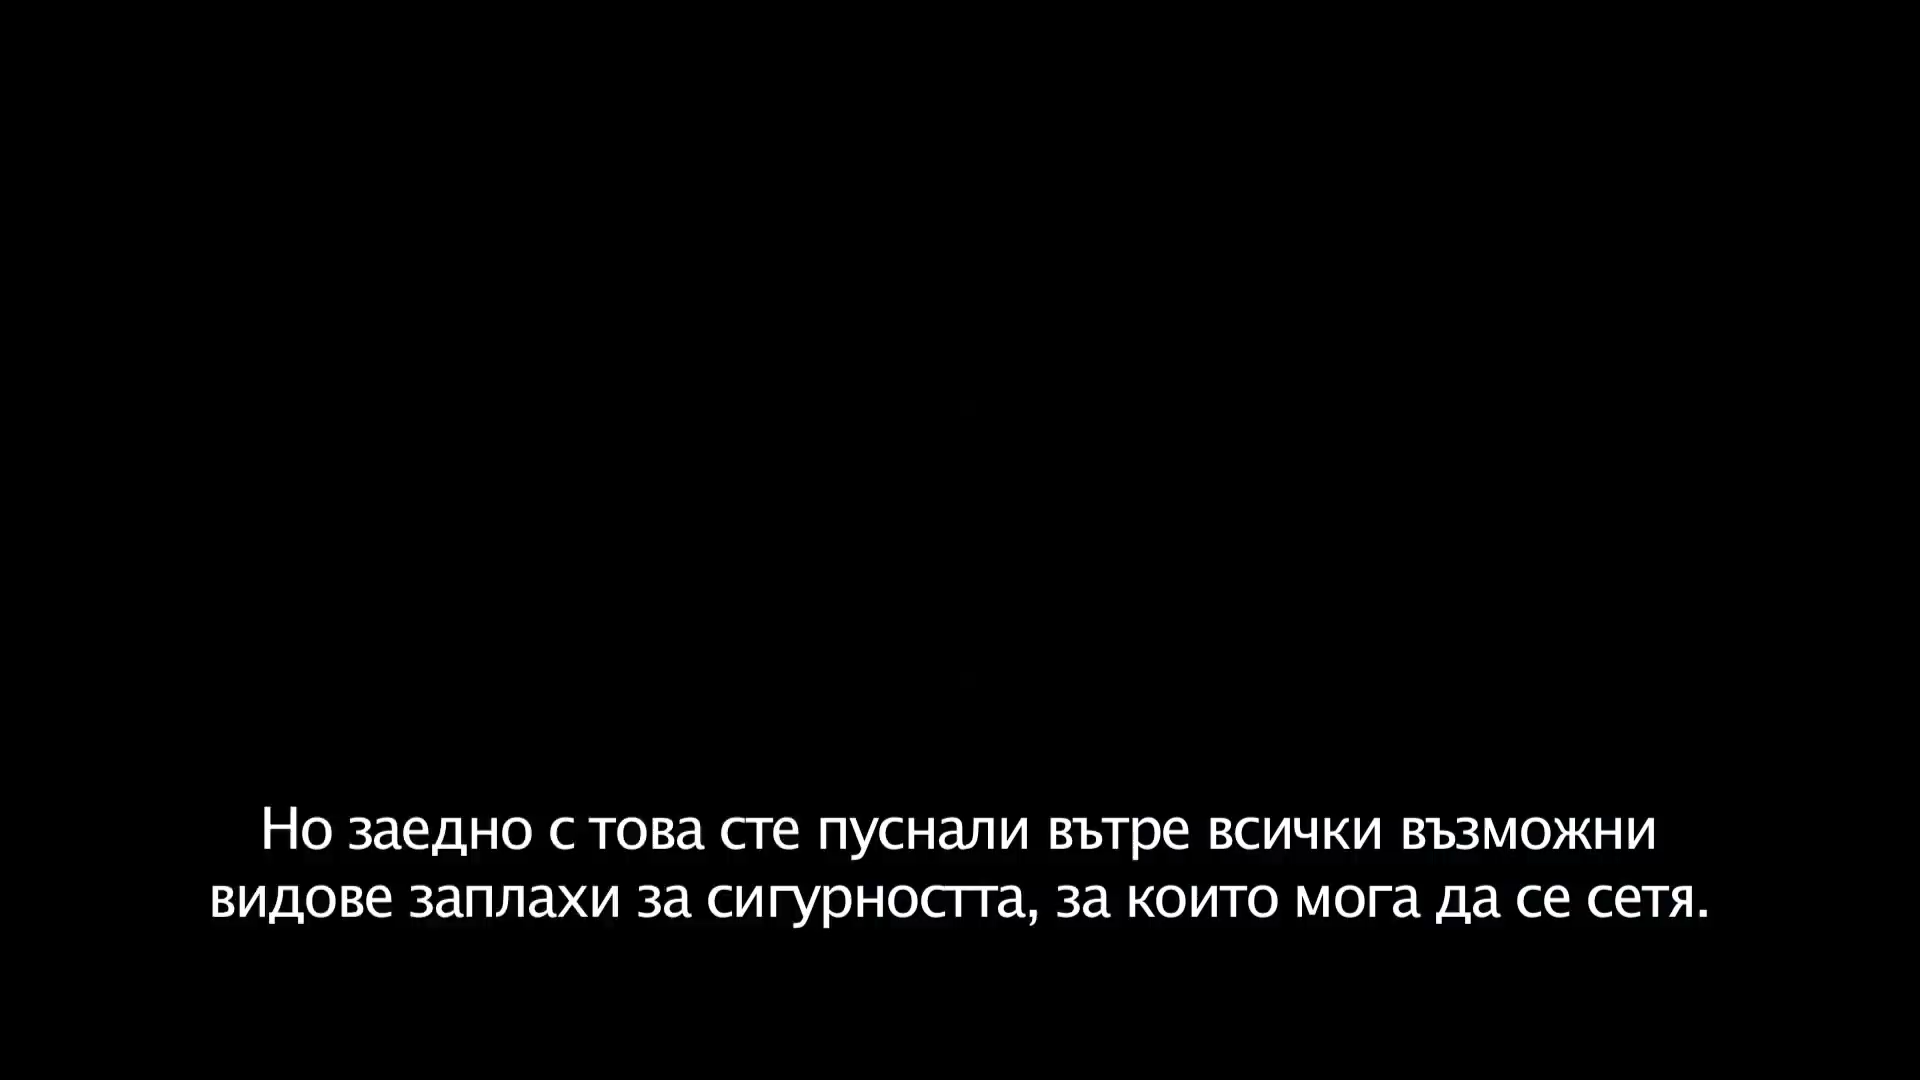 Но заедно с това сте пуснали вътре всички възможни
видове заплахи за сигурността, за които мога да се сетя.